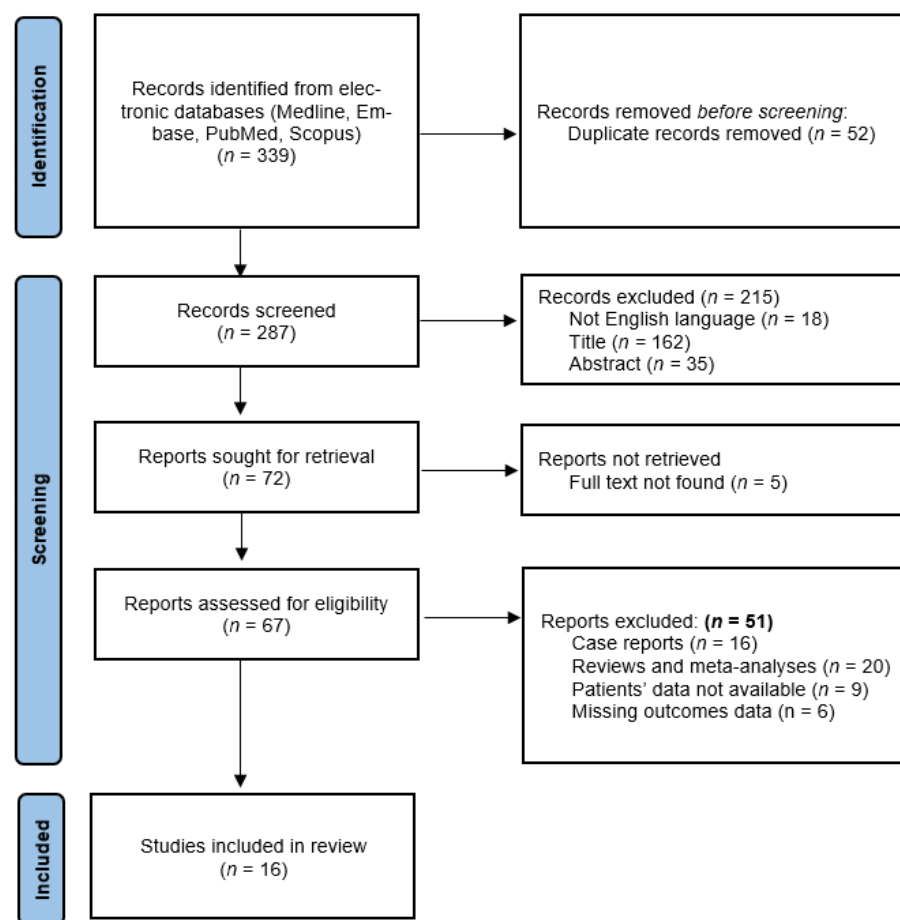 Identification
Records identified from elec-
tronic databases (Medline, Em-
base, PubMed, Scopus)
(n = 339)
Records removed before screening:
Duplicate records removed (n = 52)
Screening
Records screened
(n = 287)
Records excluded (n = 215)
Not English language (n = 18)
Title (n = 162)
Abstract (n = 35)
Reports sought for retrieval
(n = 72)
Reports not retrieved
Full text not found (n = 5)
Reports assessed for eligibility
(n = 67)
Reports excluded: (n = 51)
Case reports (n = 16)
Reviews and meta-analyses (n = 20)
Patients’ data not available (n = 9)
Missing outcomes data (n = 6)
Included
Studies included in review
(n = 16)